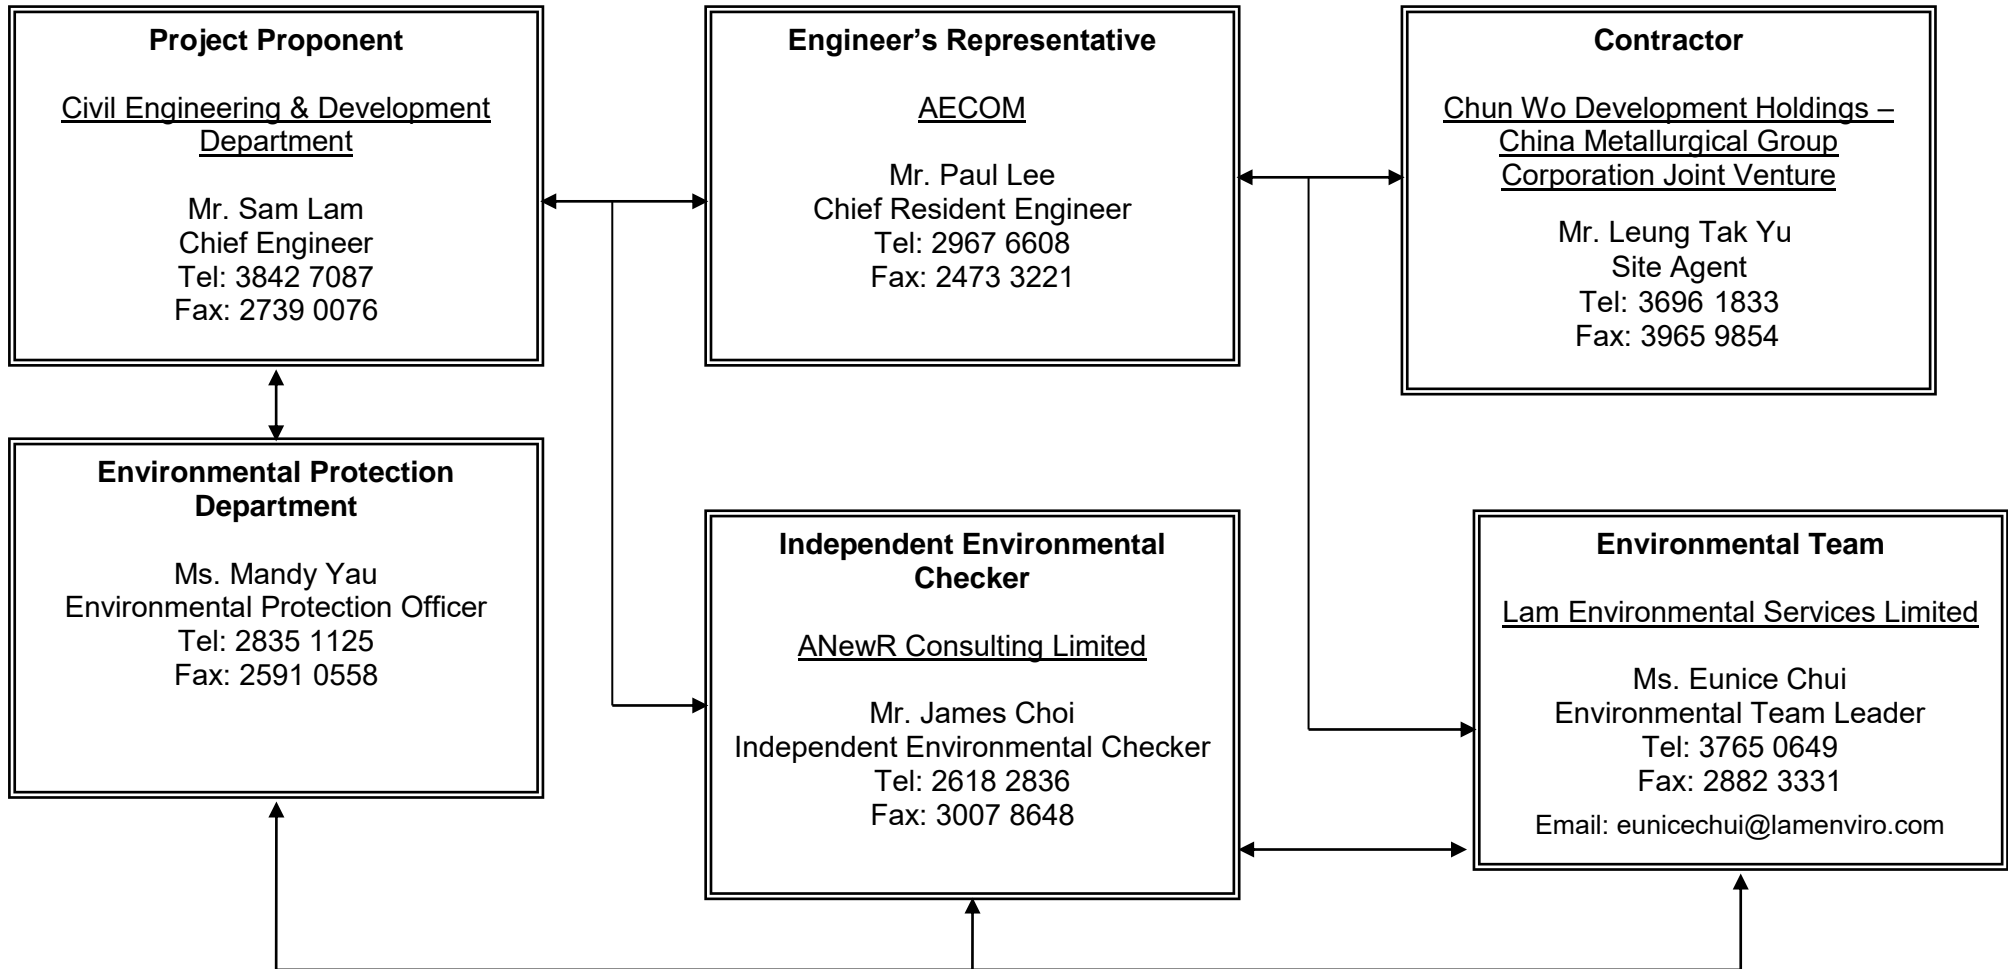 Project Proponent
Civil Engineering & Development
Department
Mr. Sam Lam
Chief Engineer
Tel: 3842 7087
Fax: 2739 0076
Engineer’s Representative
AECOM
Mr. Paul Lee
Chief Resident Engineer
Tel: 2967 6608
Fax: 2473 3221
Contractor
Chun Wo Development Holdings –
China Metallurgical Group
Corporation Joint Venture
Mr. Leung Tak Yu
Site Agent
Tel: 3696 1833
Fax: 3965 9854
Environmental Protection
Department
Ms. Mandy Yau
Environmental Protection Officer
Tel: 2835 1125
Fax: 2591 0558
Independent Environmental
Checker
ANewR Consulting Limited
Mr. James Choi
Independent Environmental Checker
Tel: 2618 2836
Fax: 3007 8648
Environmental Team
Lam Environmental Services Limited
Ms. Eunice Chui
Environmental Team Leader
Tel: 3765 0649
Fax: 2882 3331
Email: eunicechui@lamenviro.com